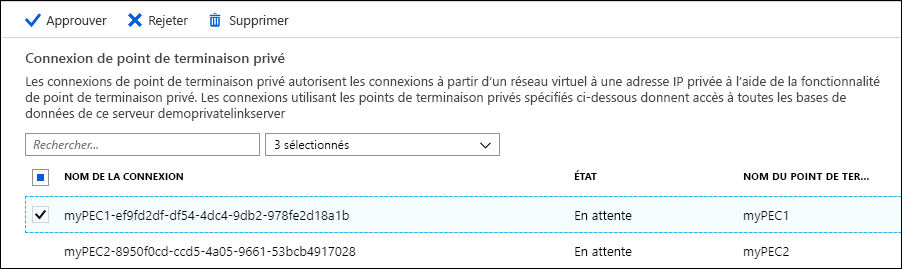 Approuver Rejeter Supprimer
Connexion de point de terminaison privé
Les connexions de point de terminaison privé autorisent les connexions à partir d'un réseau virtuel à une adresse IP privée à l'aide de la fonctionnalité
de point de terminaison privé. Les connexions utilisant les points de terminaison privés spécifiés ci-dessous donnent accès à toutes les bases de
données de ce serveur demoprivatelinkserver
Rechercher... 3 sélectionnés
NOM DE LA CONNEXION ÉTAT NOM DU POINT DE TER...
myPEC1-ef9fd2df-df54-4dc4-9db2-978fe2d18a1b En attente myPEC1
myPEC2-8950f0cd-ccd5-4a05-9661-53bcb4917028 En attente myPEC2